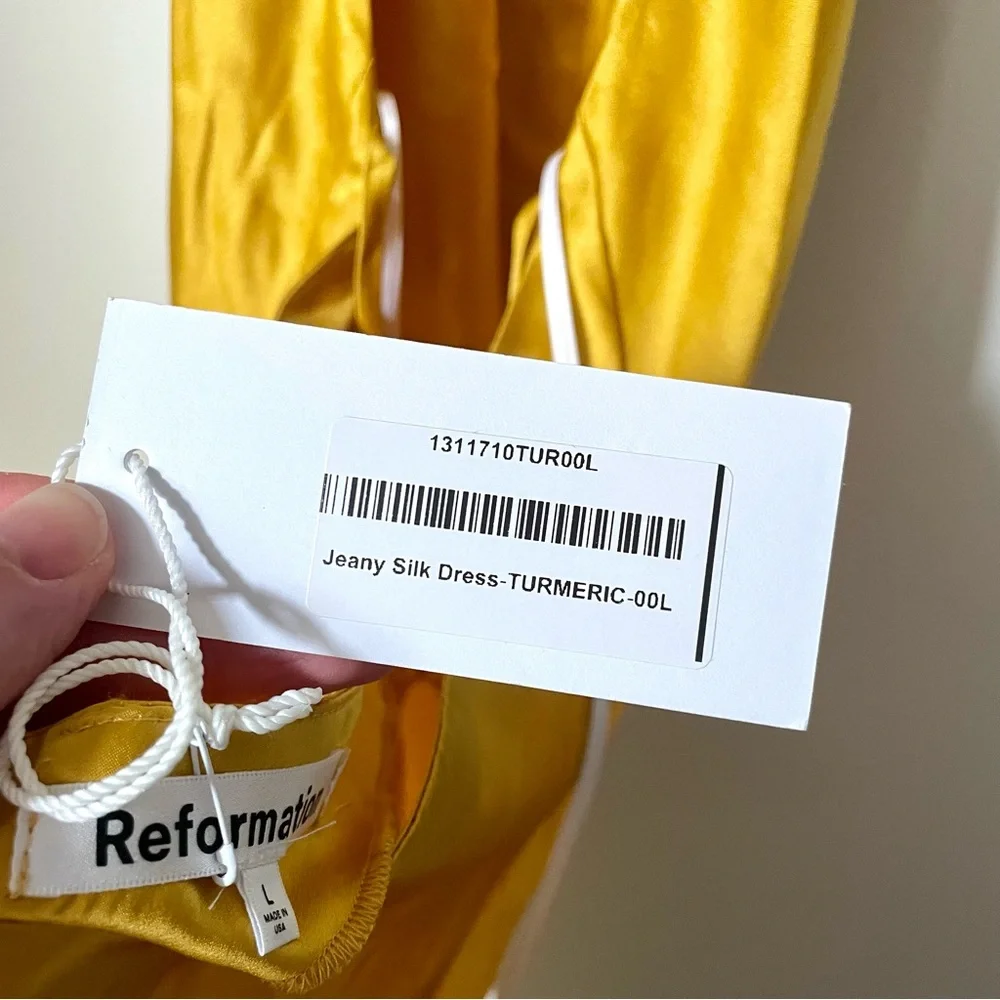 1311710TUR00L
Jeany Silk Dress-TURMERIC-00L
Reformation
L
MADE IN
USA